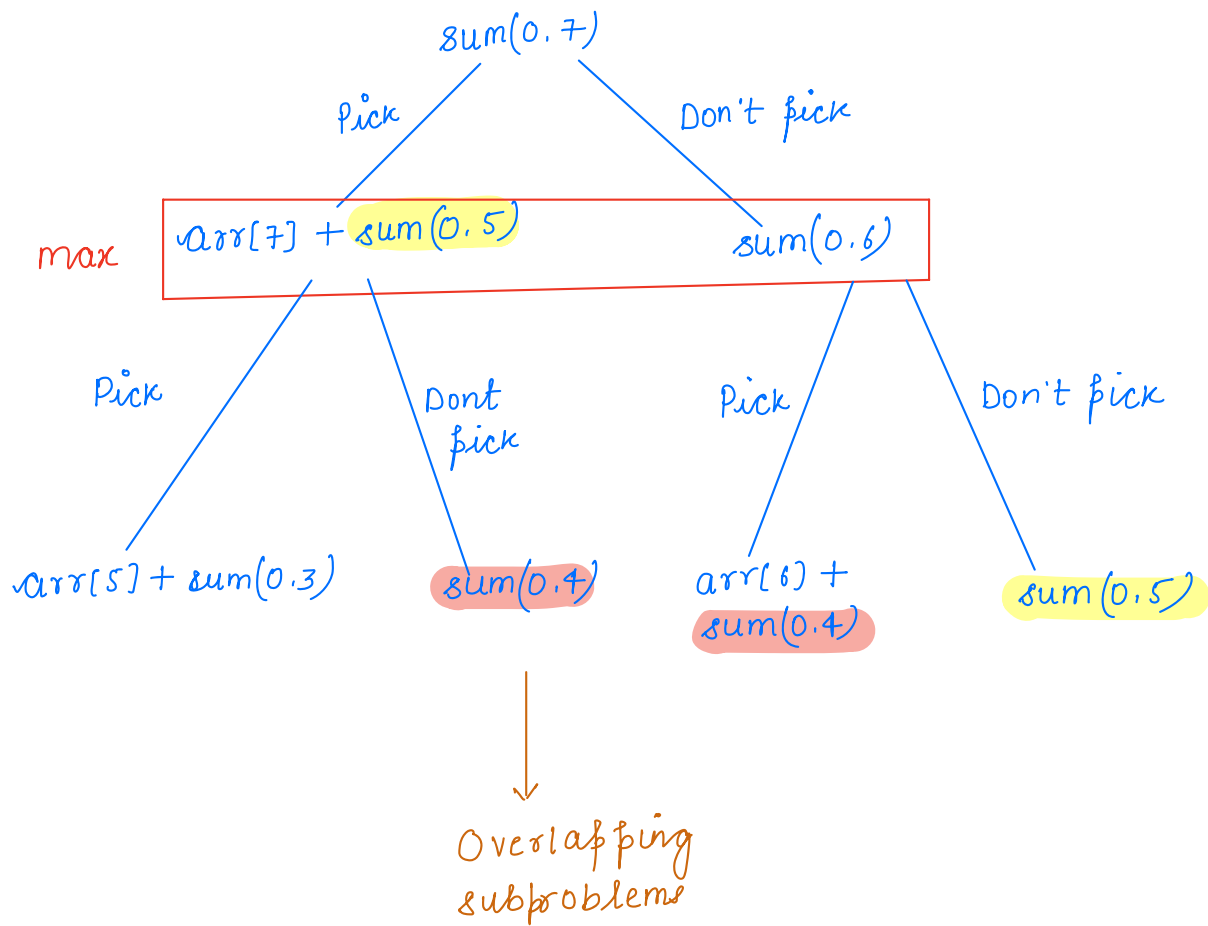 sum(0.7)
Pick
Don't pick
max
arr[7] + sum(0.5)
sum(0.6)
Pick
Dont
pick
Pick
Don't pick
arr[5] + sum(0.3)
sum(0.4)
arr[6] +
sum(0.4)
sum(0.5)
Overlapping
subproblems